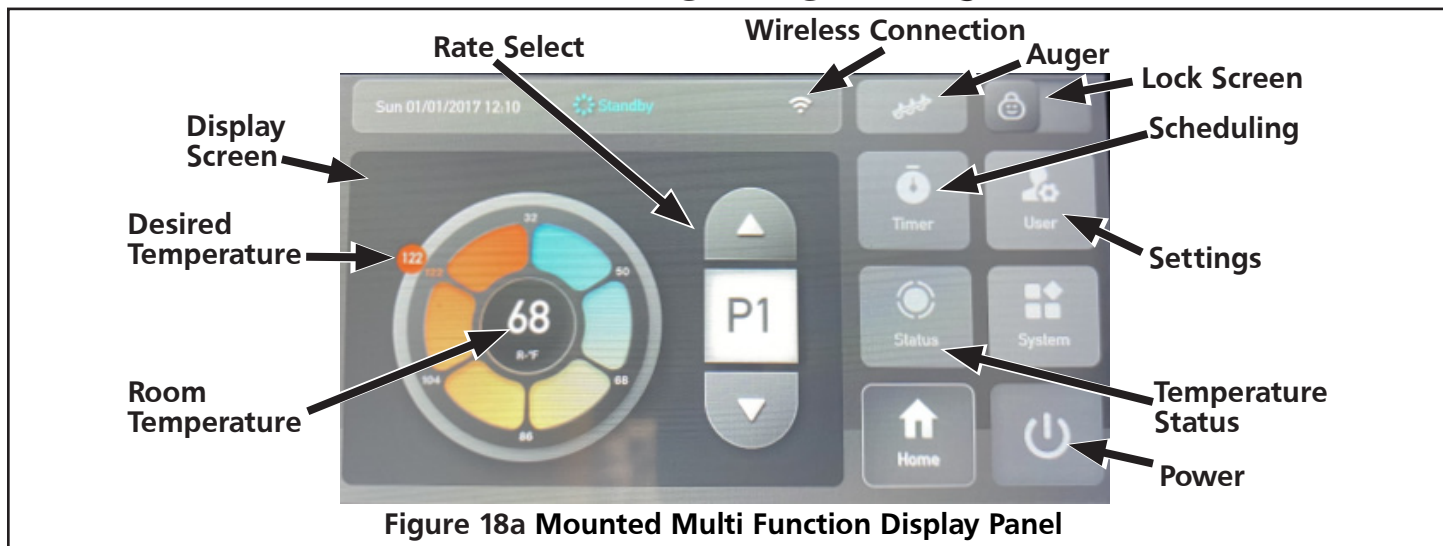 Wireless Connection
Rate Select
Auger
Lock Screen
Scheduling
Display
Screen
Desired
Temperature
Room
Temperature
Settings
Temperature
Status
Power
Sun 01/01/2017 12:10
Standby
32
122
122
50
68
R-°F
104
68
86
P1
Timer
User
Status
System
Home
Figure 18a Mounted Multi Function Display Panel